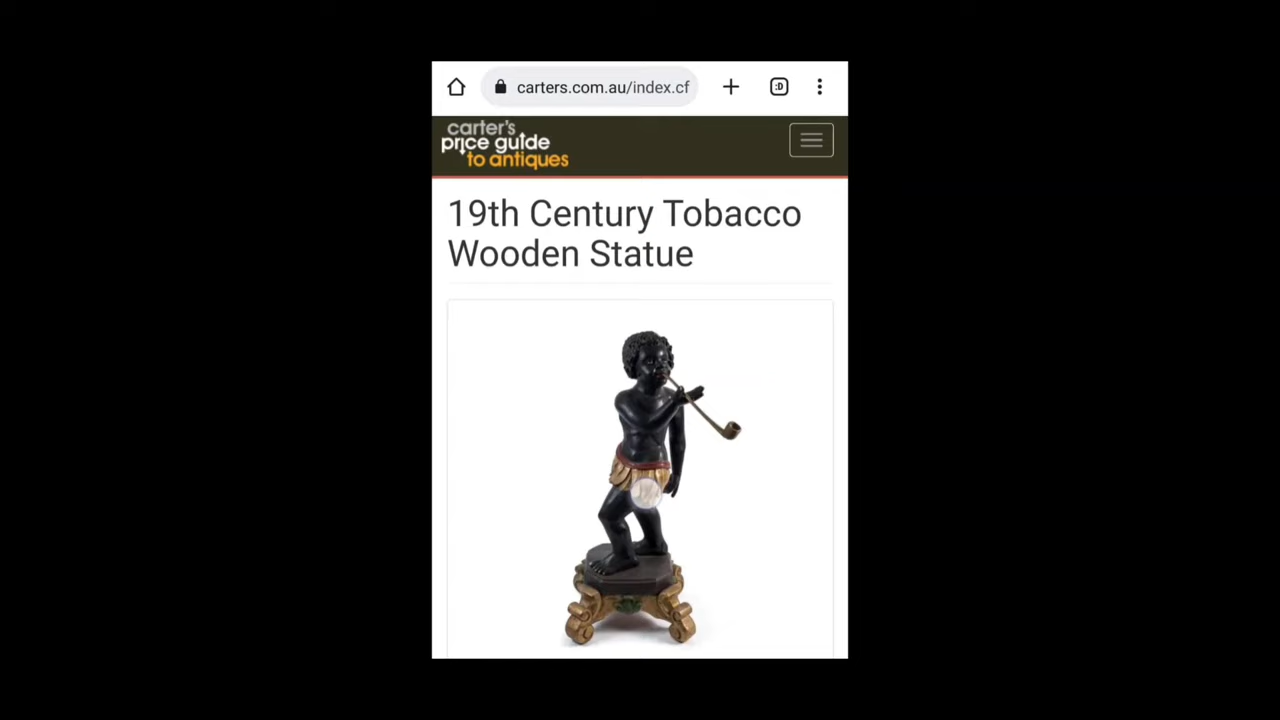 carters.com.au/index.cf
:D
carter's
price guide
to antiques
19th Century Tobacco
Wooden Statue